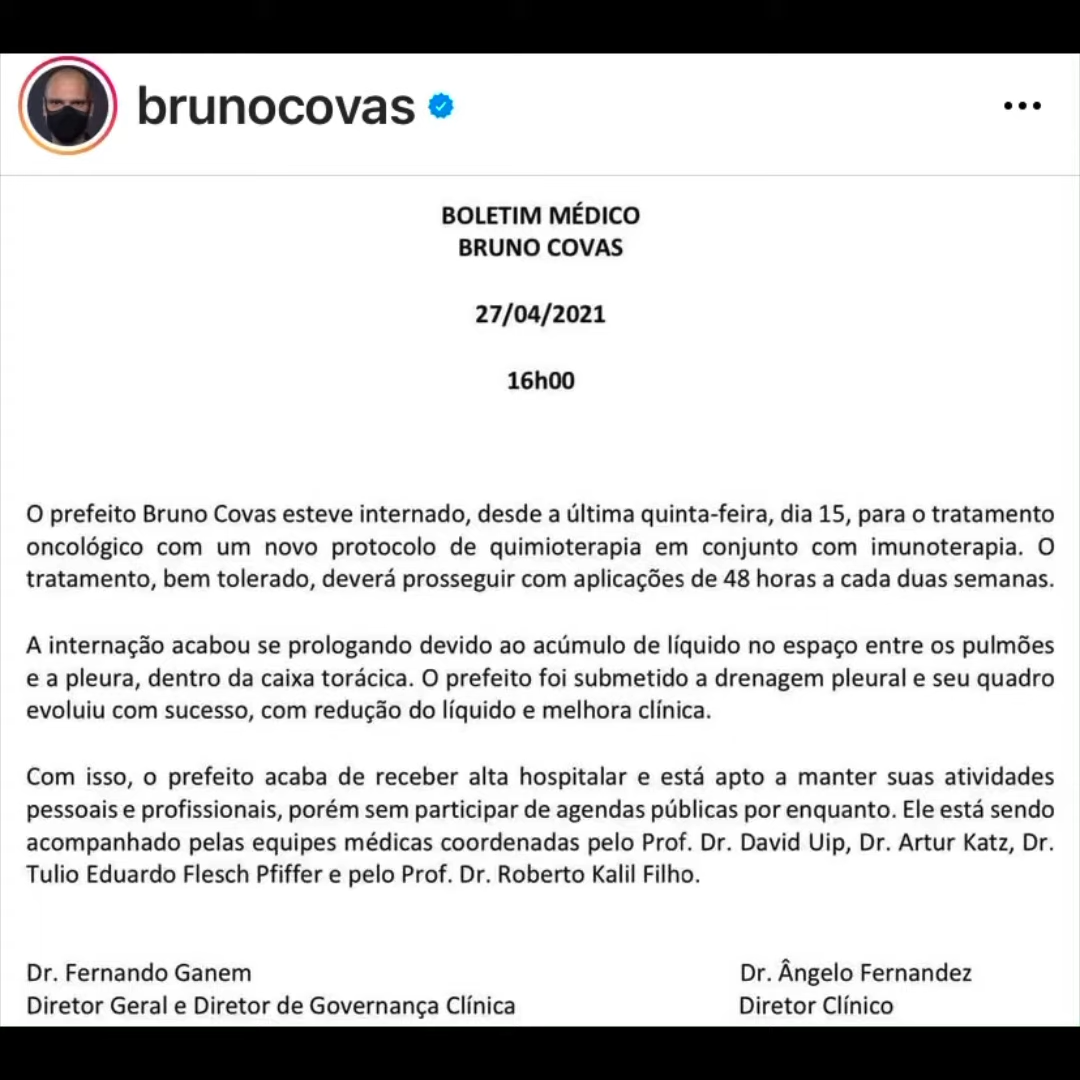 brunocovas
BOLETIM MÉDICO
BRUNO COVAS
27/04/2021
16h00
O prefeito Bruno Covas esteve internado, desde a última quinta-feira, dia 15, para o tratamento
oncológico com um novo protocolo de quimioterapia em conjunto com imunoterapia. O
tratamento, bem tolerado, deverá prosseguir com aplicações de 48 horas a cada duas semanas.
A internação acabou se prologando devido ao acúmulo de líquido no espaço entre os pulmões
e a pleura, dentro da caixa torácica. O prefeito foi submetido a drenagem pleural e seu quadro
evoluiu com sucesso, com redução do líquido e melhora clínica.
Com isso, o prefeito acaba de receber alta hospitalar e está apto a manter suas atividades
pessoais e profissionais, porém sem participar de agendas públicas por enquanto. Ele está sendo
acompanhado pelas equipes médicas coordenadas pelo Prof. Dr. David Uip, Dr. Artur Katz, Dr.
Tulio Eduardo Flesch Pfiffer e pelo Prof. Dr. Roberto Kalil Filho.
Dr. Fernando Ganem
Diretor Geral e Diretor de Governança Clínica
Dr. Ângelo Fernandez
Diretor Clínico